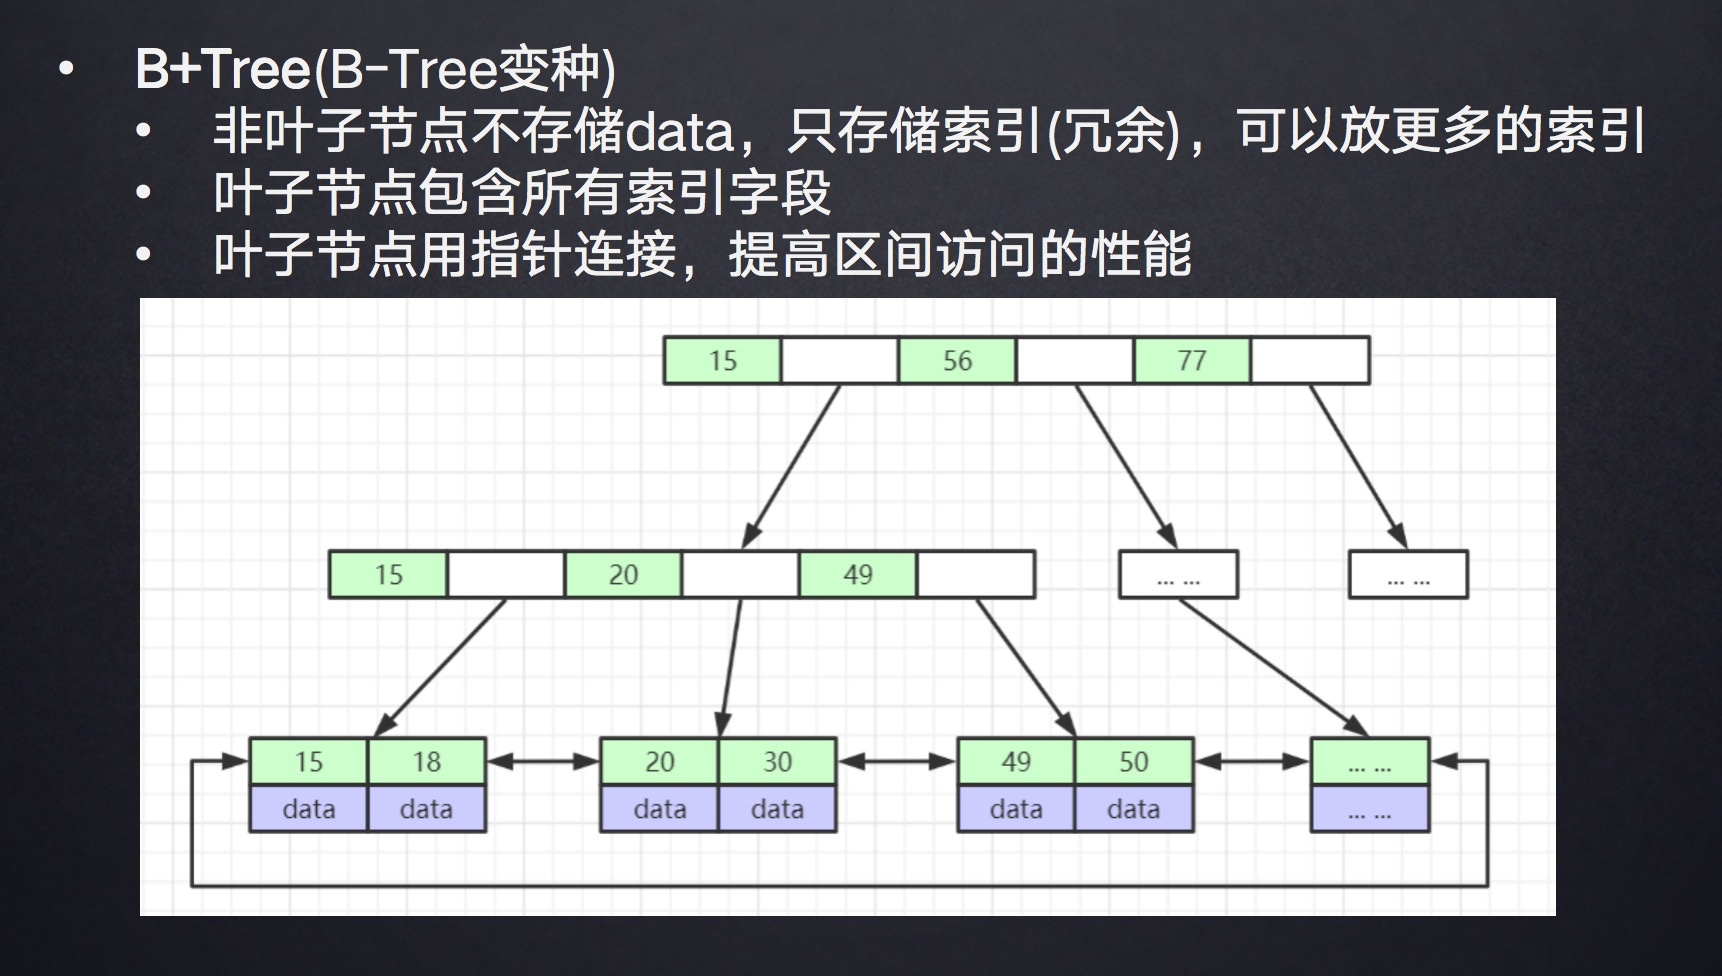 B+Tree(B-Tree变种)
非叶子节点不存储data，只存储索引(冗余)，可以放更多的索引
叶子节点包含所有索引字段
叶子节点用指针连接，提高区间访问的性能
15 56 77
15 20 49 ... ... ... ...
15 18 20 30 49 50 ... ...
data data data data data data ... ...